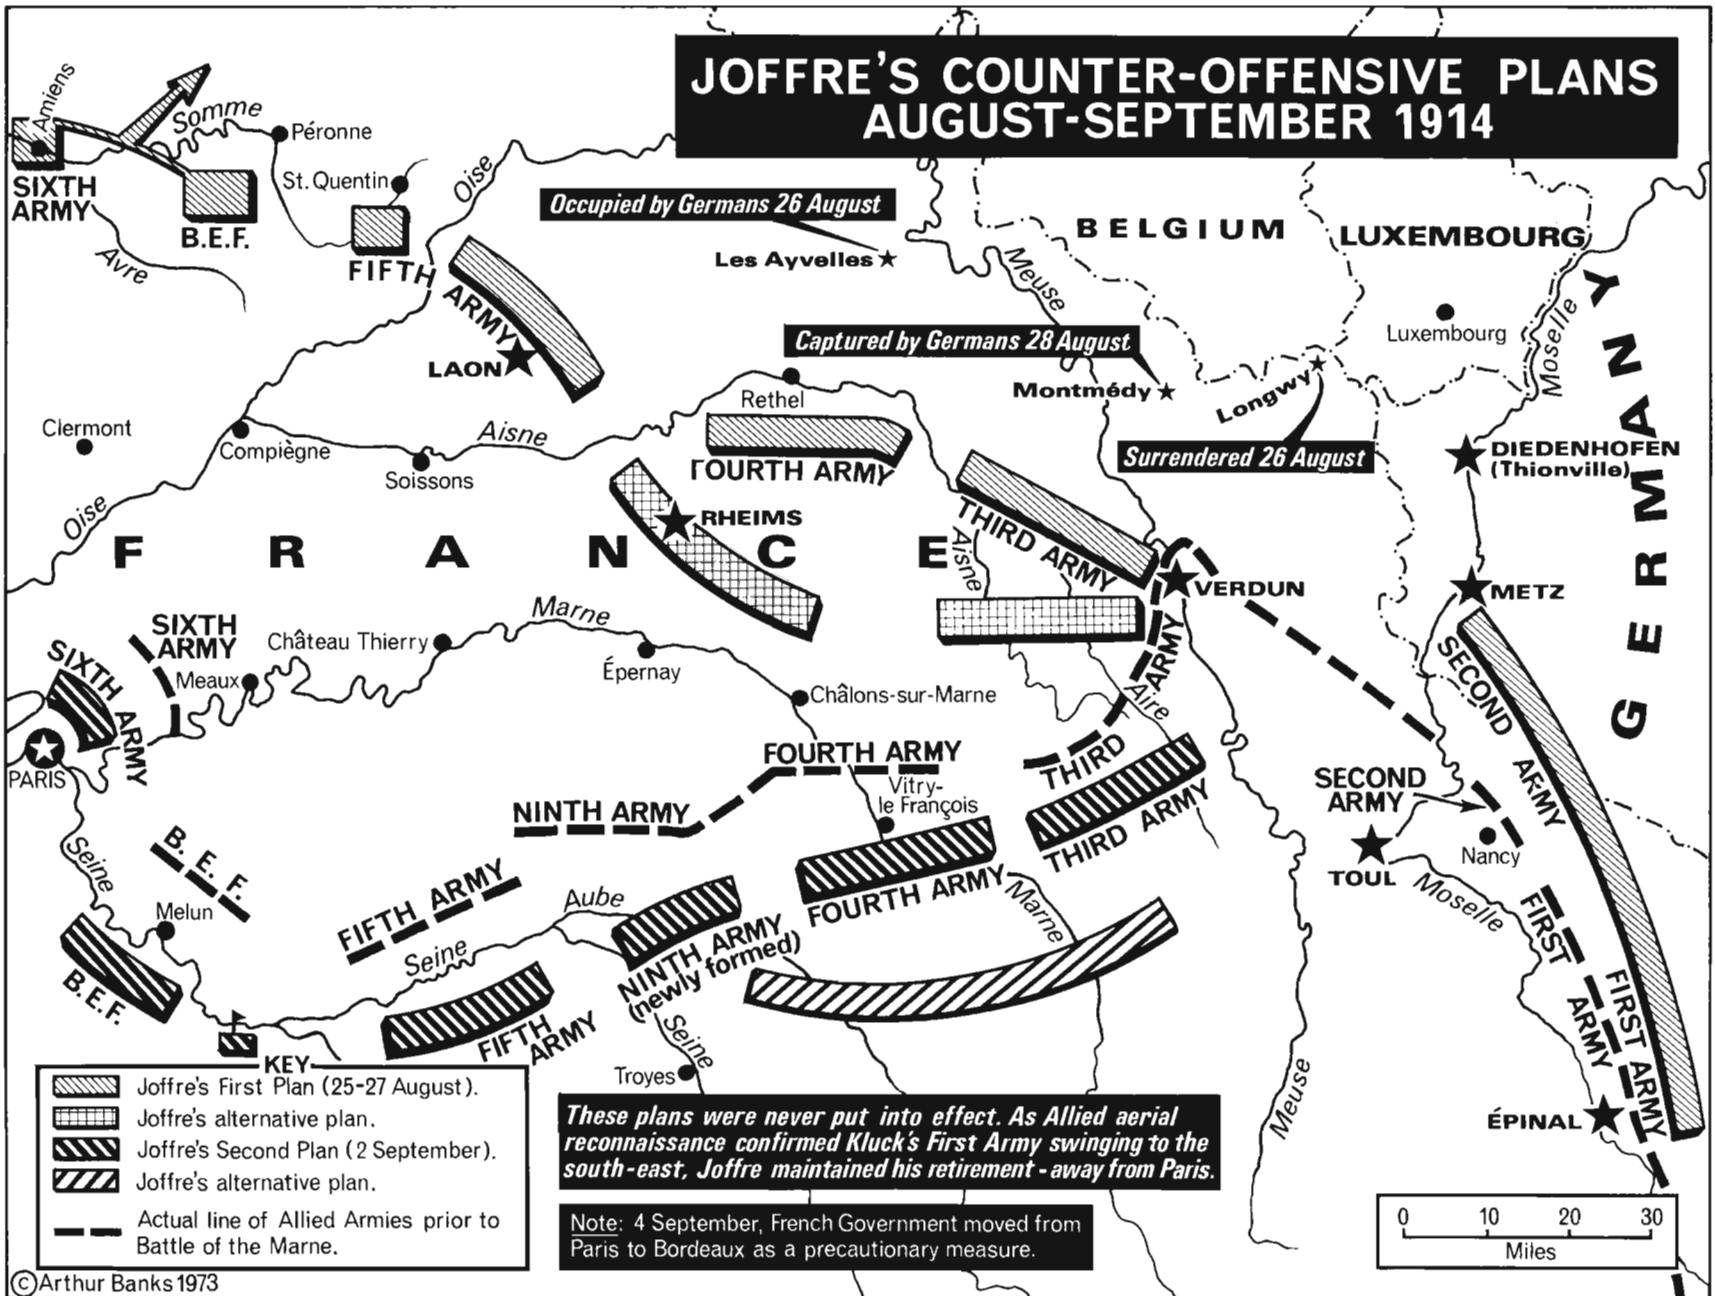 JOFFRE'S COUNTER-OFFENSIVE PLANS
AUGUST-SEPTEMBER 1914
Amiens
Somme
Péronne
SIXTH
ARMY
B.E.F.
St. Quentin
Oise
FIFTH ARMY
Avre
LAON
Occupied by Germans 26 August
Les Ayvelles
Meuse
BELGIUM
LUXEMBOURG
Luxembourg
Moselle
GERMANY
Captured by Germans 28 August
Montmédy
Longwy
Surrendered 26 August
DIEDENHOFEN
(Thionville)
Clermont
Compiègne
Aisne
Soissons
Rethel
FOURTH ARMY
Oise
FRANCE
RHEIMS
THIRD ARMY
Aisne
VERDUN
METZ
SIXTH
ARMY
SIXTH ARMY
Meaux
Château Thierry
Marne
Épernay
Châlons-sur-Marne
Aire
THIRD ARMY
SECOND ARMY
PARIS
FOURTH ARMY
Vitry-
le François
NINTH ARMY
THIRD ARMY
SECOND
ARMY
Nancy
TOUL
Moselle
Seine
B.E.F.
Melun
FIFTH ARMY
Aube
Seine
FOURTH ARMY
Marne
NINTH ARMY
(newly formed)
B.E.F.
FIFTH
ARMY
Seine
Troyes
FIRST ARMY
FIRST ARMY
Meuse
ÉPINAL
KEY
Joffre's First Plan (25-27 August).
Joffre's alternative plan.
Joffre's Second Plan (2 September).
Joffre's alternative plan.
Actual line of Allied Armies prior to
Battle of the Marne.
These plans were never put into effect. As Allied aerial
reconnaissance confirmed Kluck's First Army swinging to the
south-east, Joffre maintained his retirement - away from Paris.
Note: 4 September, French Government moved from
Paris to Bordeaux as a precautionary measure.
0 10 20 30
Miles
© Arthur Banks 1973